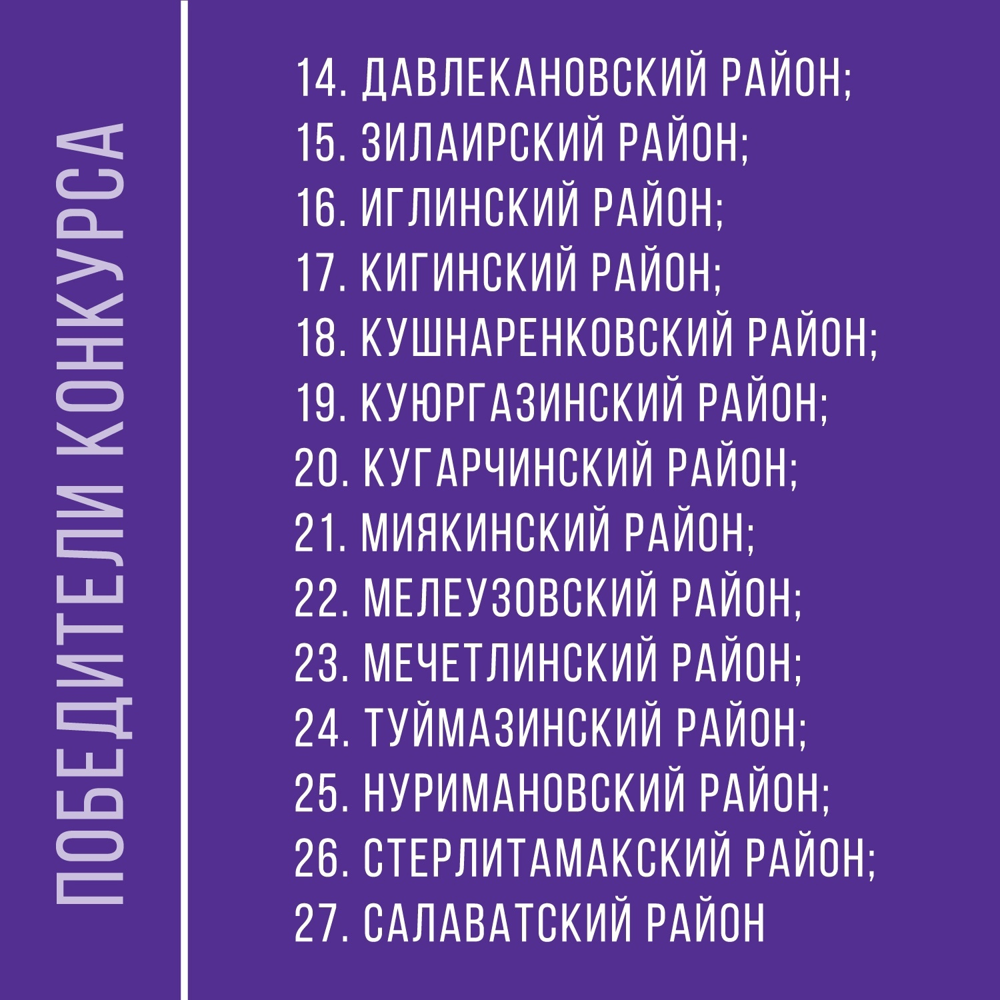 ПОБЕДИТЕЛИ КОНКУРСА
14. ДАВЛЕКАНОВСКИЙ РАЙОН;
15. ЗИЛАИРСКИЙ РАЙОН;
16. ИГЛИНСКИЙ РАЙОН;
17. КИГИНСКИЙ РАЙОН;
18. КУШНАРЕНКОВСКИЙ РАЙОН;
19. КУЮРГАЗИНСКИЙ РАЙОН;
20. КУГАРЧИНСКИЙ РАЙОН;
21. МИЯКИНСКИЙ РАЙОН;
22. МЕЛЕУЗОВСКИЙ РАЙОН;
23. МЕЧЕТЛИНСКИЙ РАЙОН;
24. ТУЙМАЗИНСКИЙ РАЙОН;
25. НУРИМАНОВСКИЙ РАЙОН;
26. СТЕРЛИТАМАКСКИЙ РАЙОН;
27. САЛАВАТСКИЙ РАЙОН